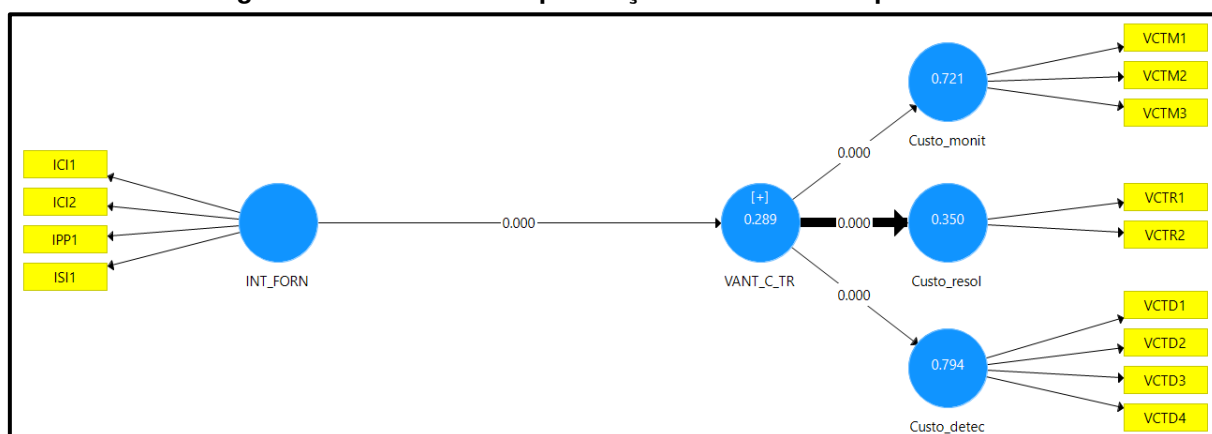 VCTM1
0.721
VCTM2
VCTM3
Custo_monit
0.000
ICI1
ICI2
IPP1
ISI1
INT_FORN
0.000
[+]
0.289
VANT_C_TR
0.000
0.350
Custo_resol
VCTR1
VCTR2
0.000
VCTD1
VCTD2
0.794
VCTD3
VCTD4
Custo_detec